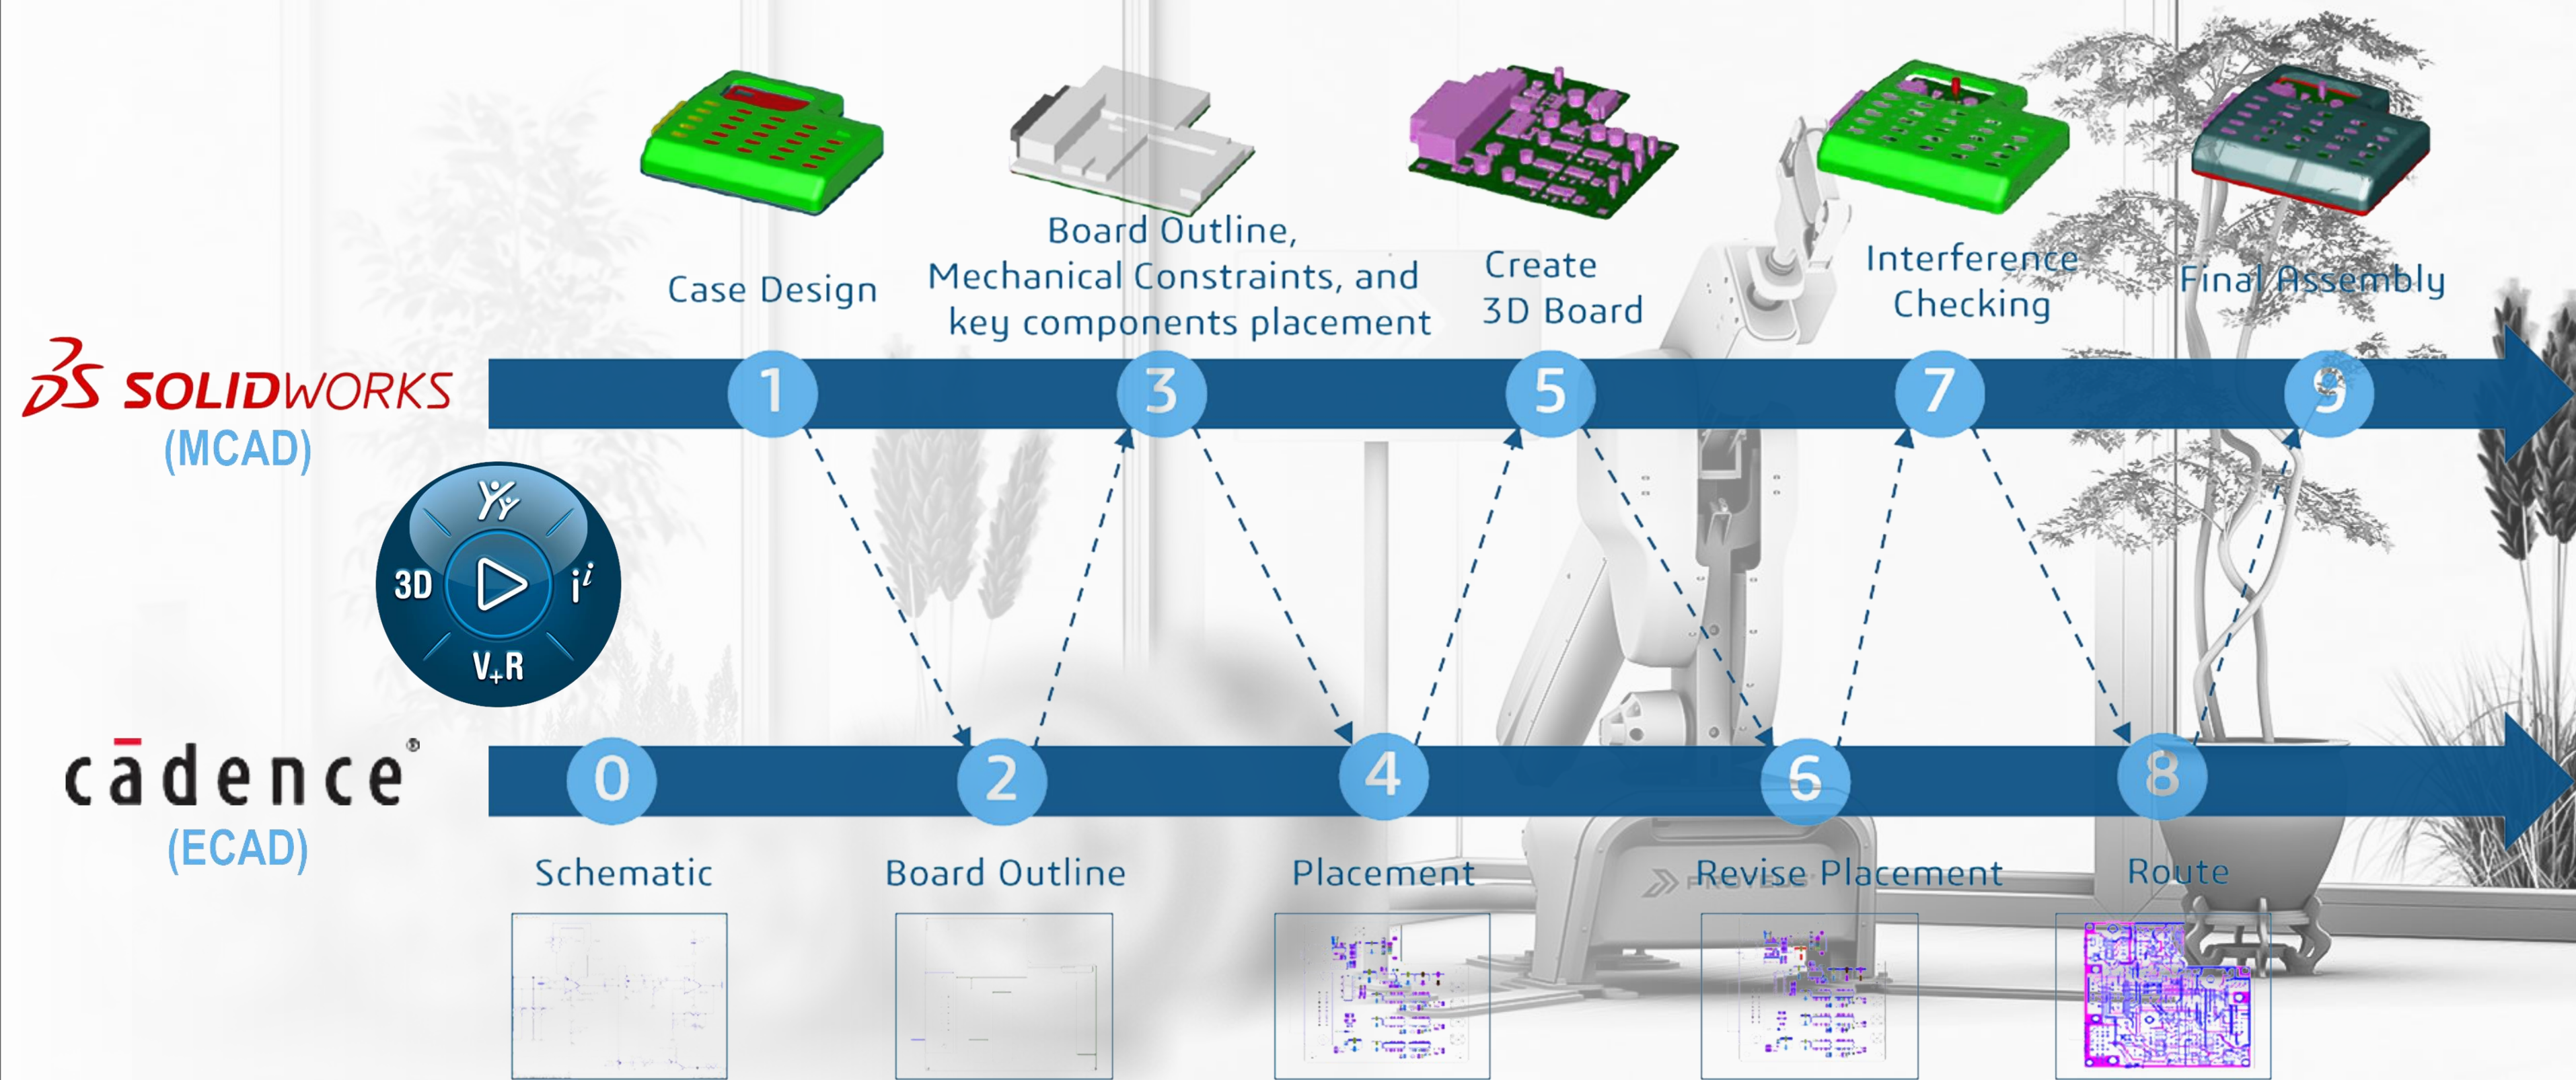 Case Design
Board Outline,
Mechanical Constraints, and
key components placement
Create
3D Board
Interference
Checking
Final Assembly
3DS SOLIDWORKS
(MCAD)
1
3
5
7
9
3D
i i
V+R
cādence®
(ECAD)
0
2
4
6
8
Schematic
Board Outline
Placement
Revise Placement
Route
PROTEUS